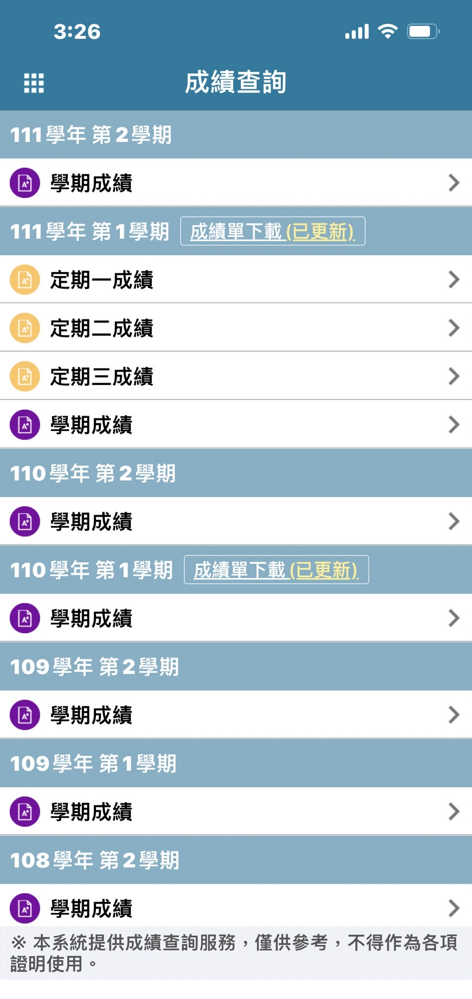 3:26
成績查詢
111學年 第2學期
學期成績
111學年 第1學期 成績單下載(已更新)
定期一成績
定期二成績
定期三成績
學期成績
110學年 第2學期
學期成績
110學年 第1學期 成績單下載(已更新)
學期成績
109學年 第2學期
學期成績
109學年 第1學期
學期成績
108學年 第2學期
學期成績
※ 本系統提供成績查詢服務，僅供參考，不得作為各項
證明使用。